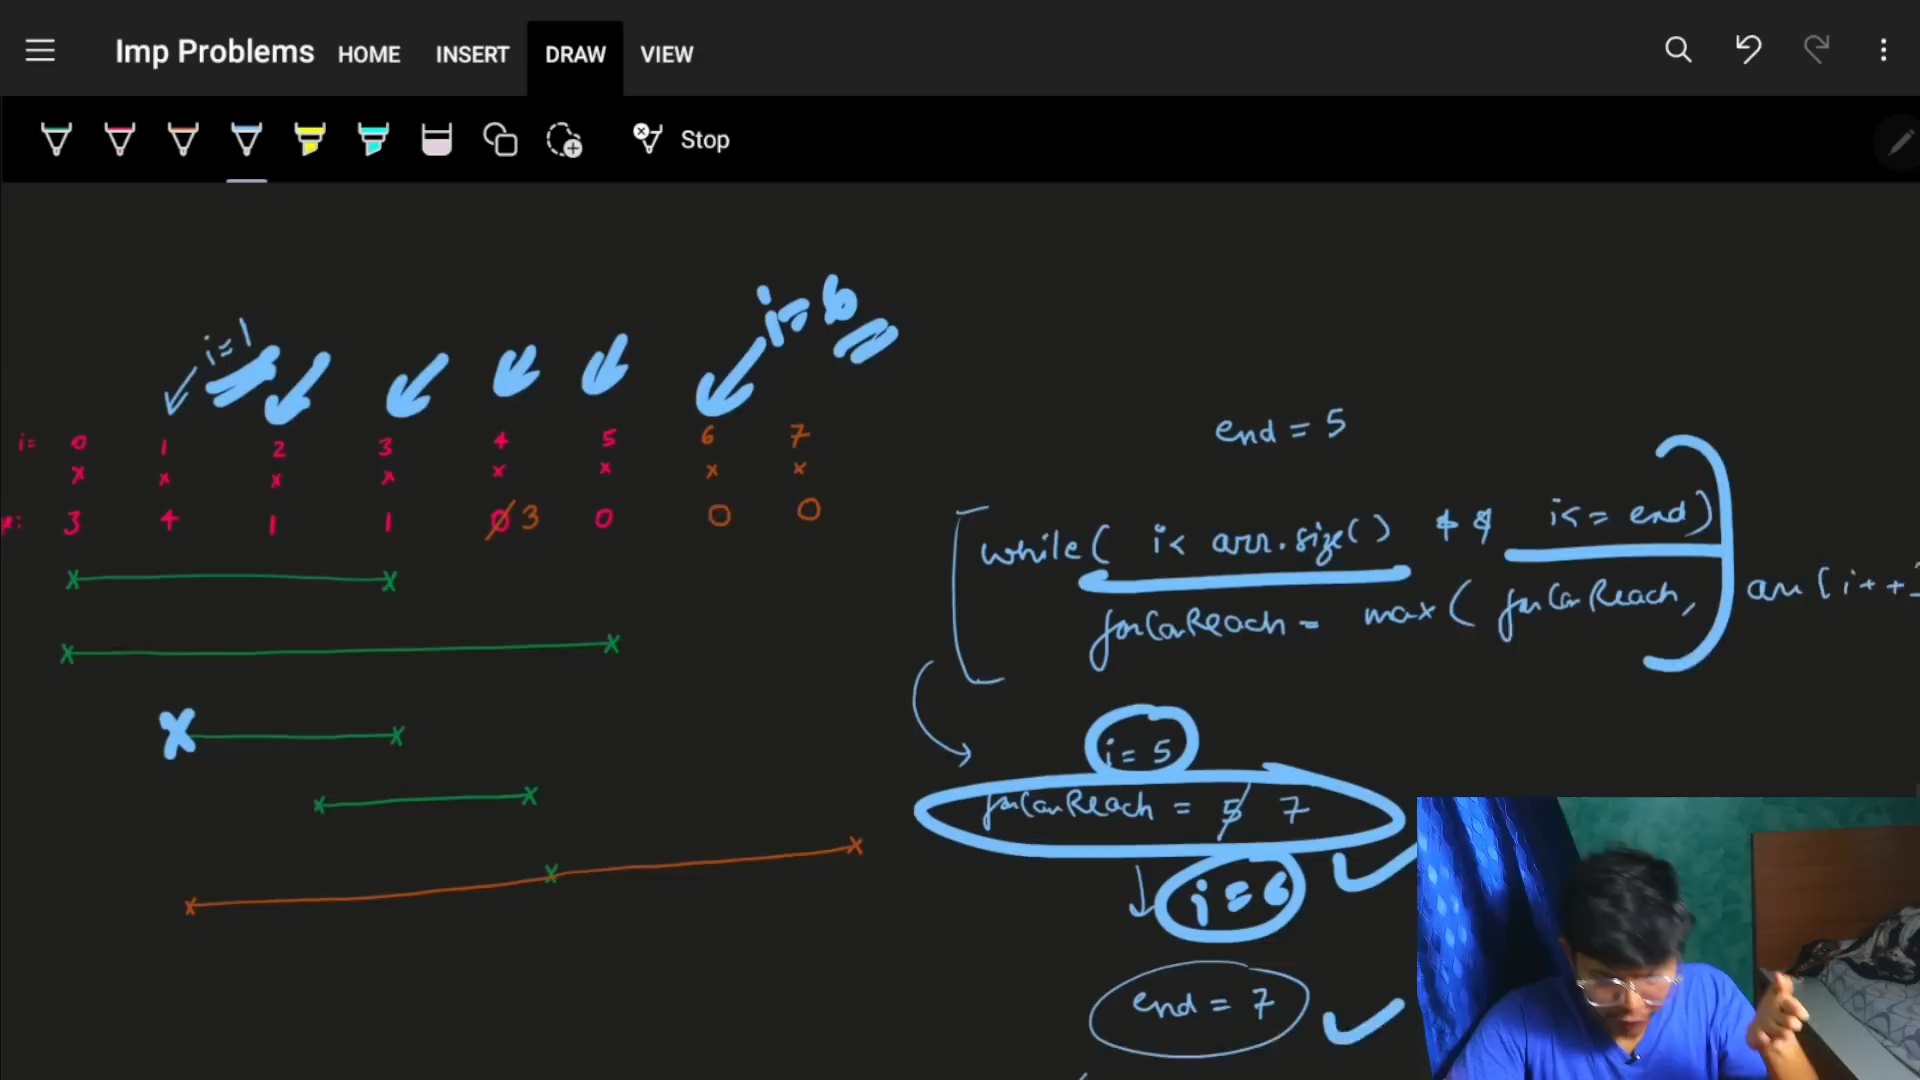 Imp Problems HOME INSERT DRAW VIEW
Stop
i=1
i=6
i= 0 1 2 3 4 5 6 7
x x x x x x x x
3 4 1 1 0 3 0 0 0
end = 5
while( i< arr.size() && i<= end)
farCanReach = max( farCanReach, arr[i++]
i= 5
farCanReach = 5 7
i=6
end = 7